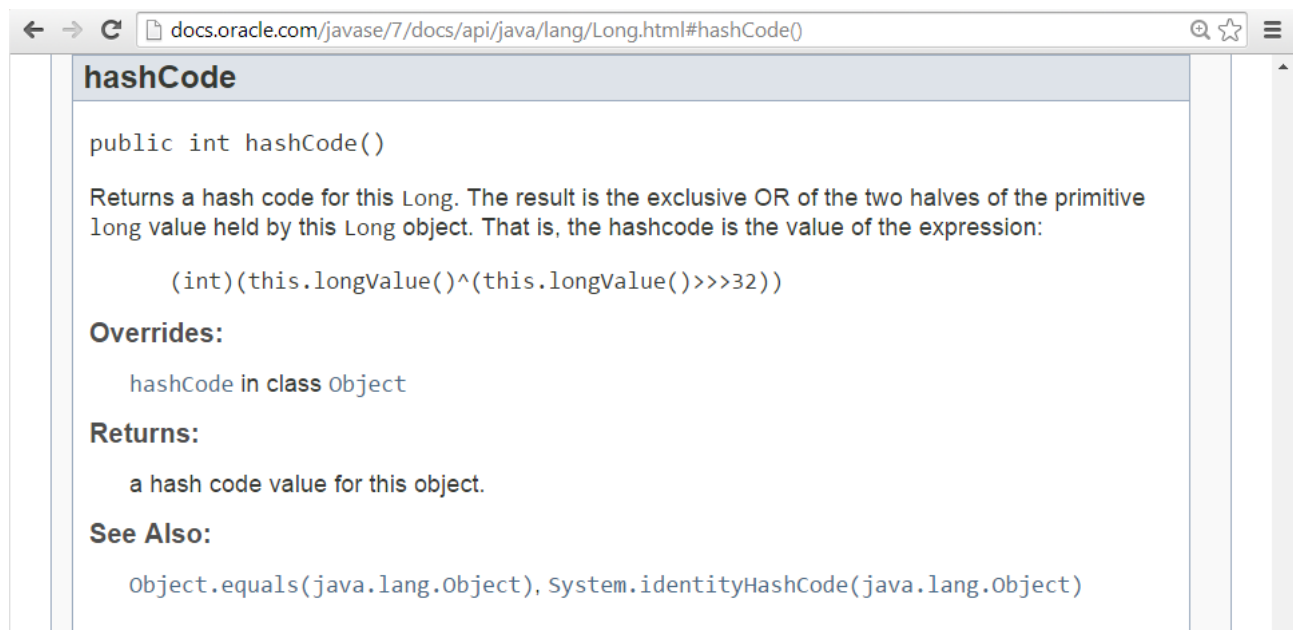 docs.oracle.com/javase/7/docs/api/java/lang/Long.html#hashCode()
hashCode
public int hashCode()
Returns a hash code for this Long. The result is the exclusive OR of the two halves of the primitive
long value held by this Long object. That is, the hashcode is the value of the expression:
(int)(this.longValue()^(this.longValue()>>>32))
Overrides:
hashCode in class Object
Returns:
a hash code value for this object.
See Also:
Object.equals(java.lang.Object), System.identityHashCode(java.lang.Object)